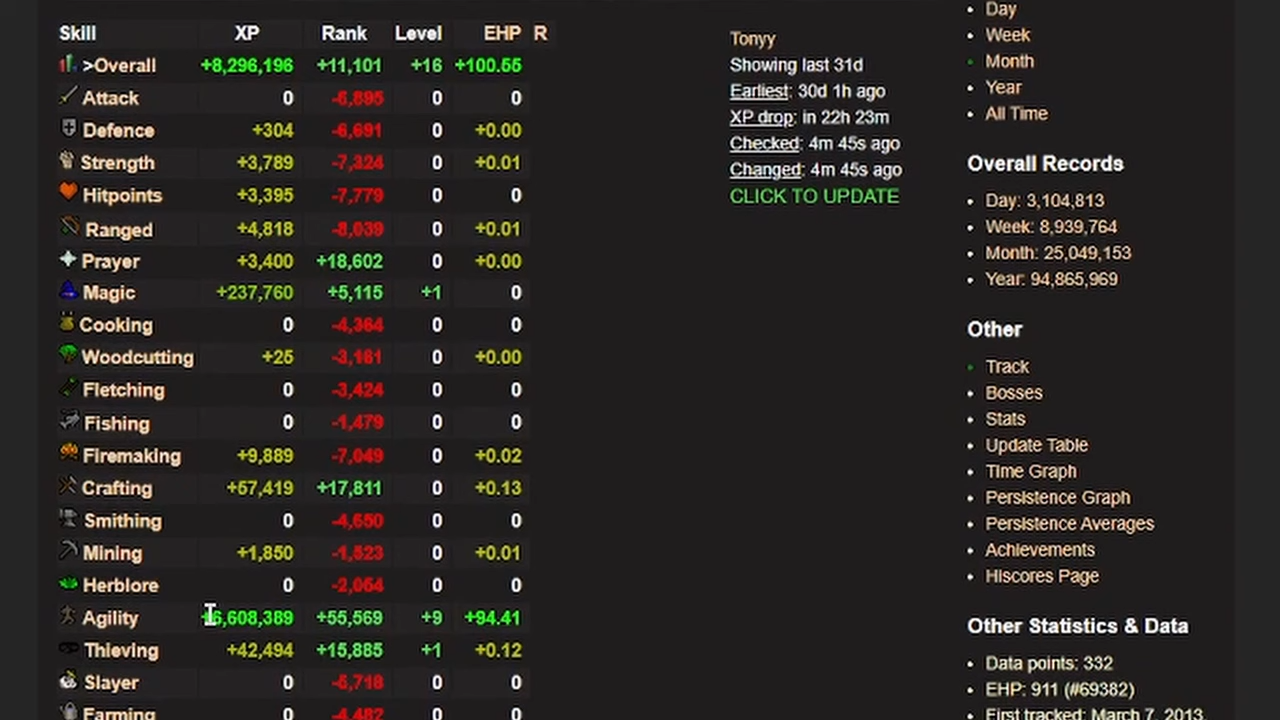 Skill XP Rank Level EHP R
>Overall +8,296,196 +11,101 +16 +100.55
Attack 0 -6,895 0 0
Defence +304 -6,691 0 +0.00
Strength +3,789 -7,324 0 +0.01
Hitpoints +3,395 -7,779 0 0
Ranged +4,818 -8,039 0 +0.01
Prayer +3,400 +18,602 0 +0.00
Magic +237,760 +5,115 +1 0
Cooking 0 -4,364 0 0
Woodcutting +25 -3,161 0 +0.00
Fletching 0 -3,424 0 0
Fishing 0 -1,479 0 0
Firemaking +9,889 -7,049 0 +0.02
Crafting +57,419 +17,811 0 +0.13
Smithing 0 -4,650 0 0
Mining +1,850 -1,523 0 +0.01
Herblore 0 -2,054 0 0
Agility +6,608,389 +55,569 +9 +94.41
Thieving +42,494 +15,885 +1 +0.12
Slayer 0 -5,718 0 0
Farming 0 -4,482 0 0
Tonyy
Showing last 31d
Earliest: 30d 1h ago
XP drop: in 22h 23m
Checked: 4m 45s ago
Changed: 4m 45s ago
CLICK TO UPDATE
Day
Week
Month
Year
All Time
Overall Records
Day: 3,104,813
Week: 8,939,764
Month: 25,049,153
Year: 94,865,969
Other
Track
Bosses
Stats
Update Table
Time Graph
Persistence Graph
Persistence Averages
Achievements
Hiscores Page
Other Statistics & Data
Data points: 332
EHP: 911 (#69382)
First tracked: March 7, 2013